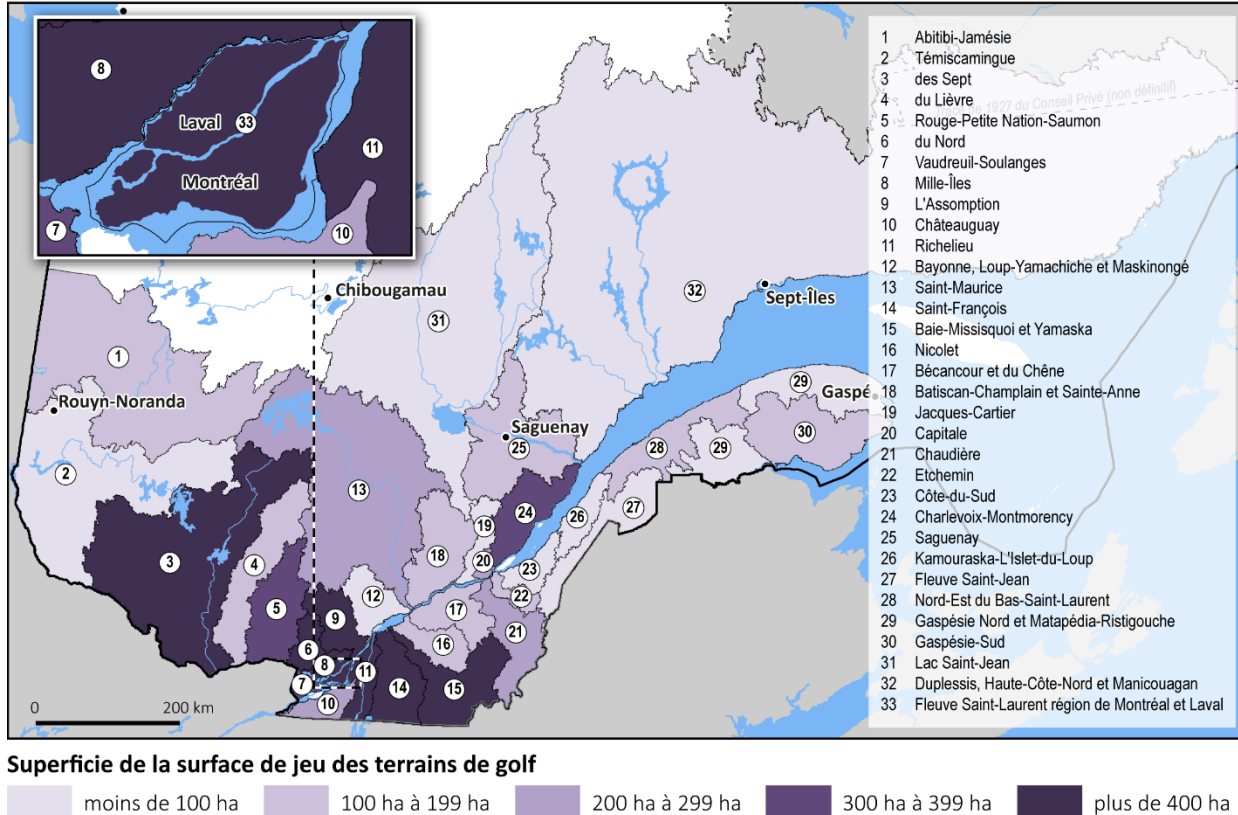 8
Laval
33
Montréal
11
7
10
1
Abitibi-Jamésie
2
Témiscamingue
3
des Sept
4
du Lièvre
5
Rouge-Petite Nation-Saumon
6
du Nord
7
Vaudreuil-Soulanges
8
Mille-Îles
9
L'Assomption
10
Châteauguay
11
Richelieu
12
Bayonne, Loup-Yamachiche et Maskinongé
13
Saint-Maurice
14
Saint-François
15
Baie-Missisquoi et Yamaska
16
Nicolet
17
Bécancour et du Chêne
18
Batiscan-Champlain et Sainte-Anne
19
Jacques-Cartier
20
Capitale
21
Chaudière
22
Etchemin
23
Côte-du-Sud
24
Charlevoix-Montmorency
25
Saguenay
26
Kamouraska-L'Islet-du-Loup
27
Fleuve Saint-Jean
28
Nord-Est du Bas-Saint-Laurent
29
Gaspésie Nord et Matapédia-Ristigouche
30
Gaspésie-Sud
31
Lac Saint-Jean
32
Duplessis, Haute-Côte-Nord et Manicouagan
33
Fleuve Saint-Laurent région de Montréal et Laval
de 1927 du Conseil Privé (non définitif)
Chibougamau
32
Sept-Îles
31
1
Rouyn-Noranda
29
Gaspé
Saguenay
25
28
29
30
2
13
24
27
26
19
18
20
23
3
4
12
22
5
9
17
21
16
6
8
11
7
14
15
10
0
200 km
Superficie de la surface de jeu des terrains de golf
moins de 100 ha
100 ha à 199 ha
200 ha à 299 ha
300 ha à 399 ha
plus de 400 ha